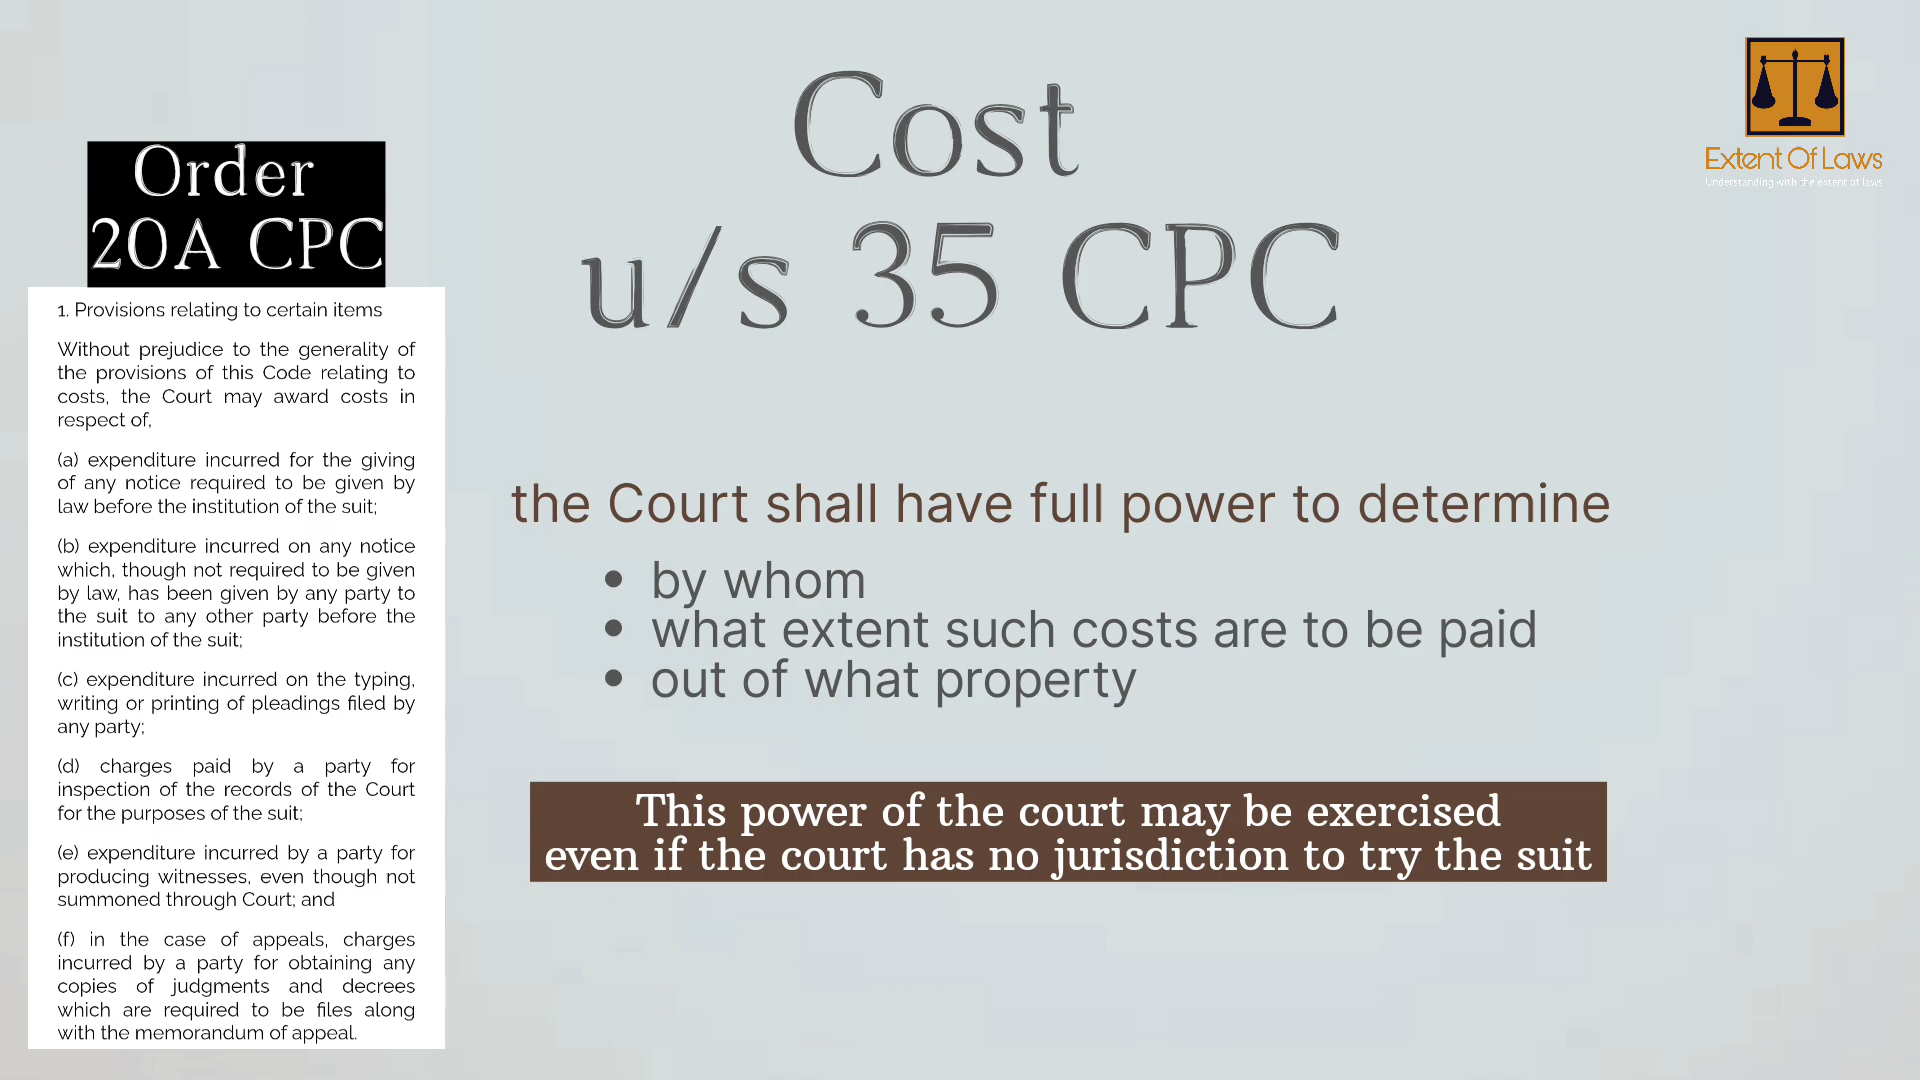 Cost
u/s 35 CPC
Extent Of Laws
Understanding with the extent of laws
Order
20A CPC
1. Provisions relating to certain items
Without prejudice to the generality of
the provisions of this Code relating to
costs, the Court may award costs in
respect of,
(a) expenditure incurred for the giving
of any notice required to be given by
law before the institution of the suit;
(b) expenditure incurred on any notice
which, though not required to be given
by law, has been given by any party to
the suit to any other party before the
institution of the suit;
(c) expenditure incurred on the typing,
writing or printing of pleadings filed by
any party;
(d) charges paid by a party for
inspection of the records of the Court
for the purposes of the suit;
(e) expenditure incurred by a party for
producing witnesses, even though not
summoned through Court; and
(f) in the case of appeals, charges
incurred by a party for obtaining any
copies of judgments and decrees
which are required to be files along
with the memorandum of appeal.
the Court shall have full power to determine
• by whom
• what extent such costs are to be paid
• out of what property
This power of the court may be exercised
even if the court has no jurisdiction to try the suit